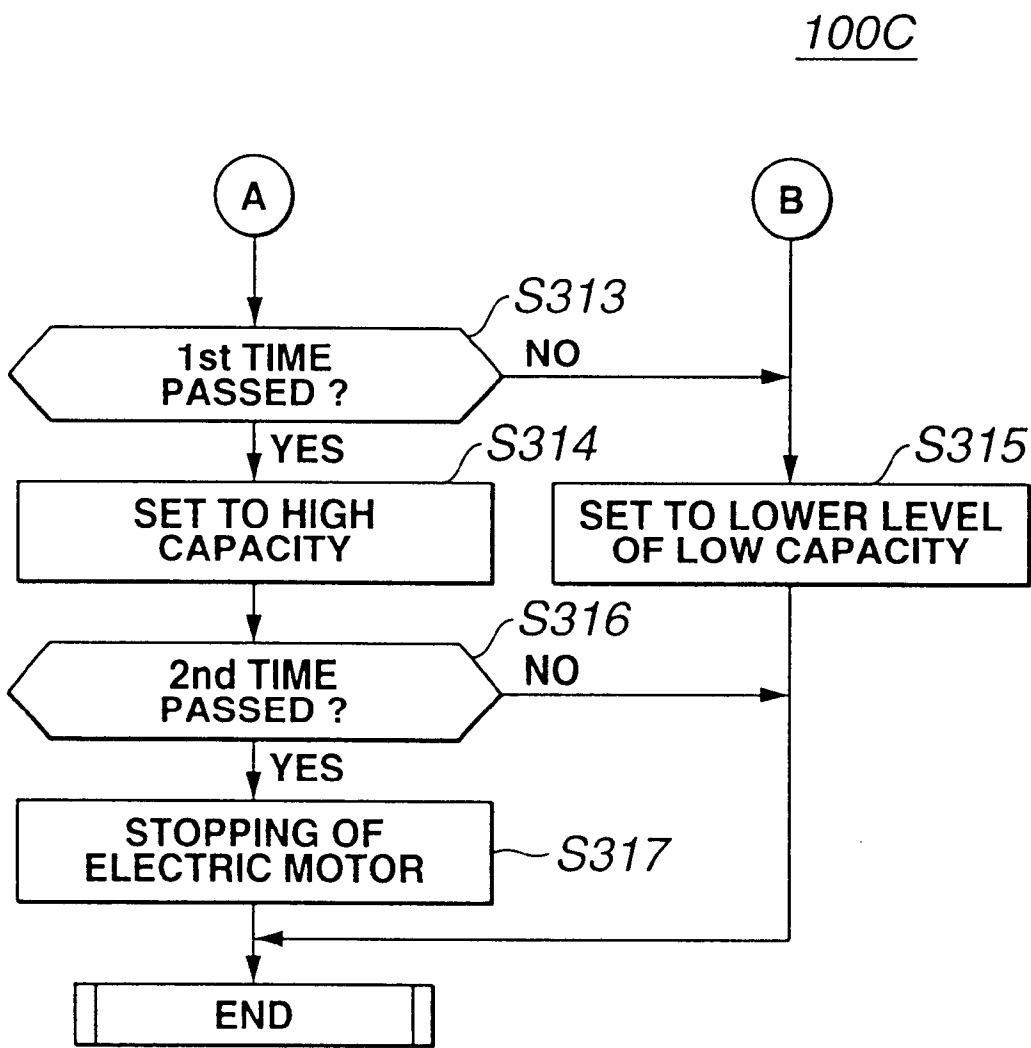 100C
A
B
S313
1st TIME
PASSED ?
NO
YES
S314
S315
SET TO HIGH
CAPACITY
SET TO LOWER LEVEL
OF LOW CAPACITY
S316
2nd TIME
PASSED ?
NO
YES
STOPPING OF
ELECTRIC MOTOR
S317
END